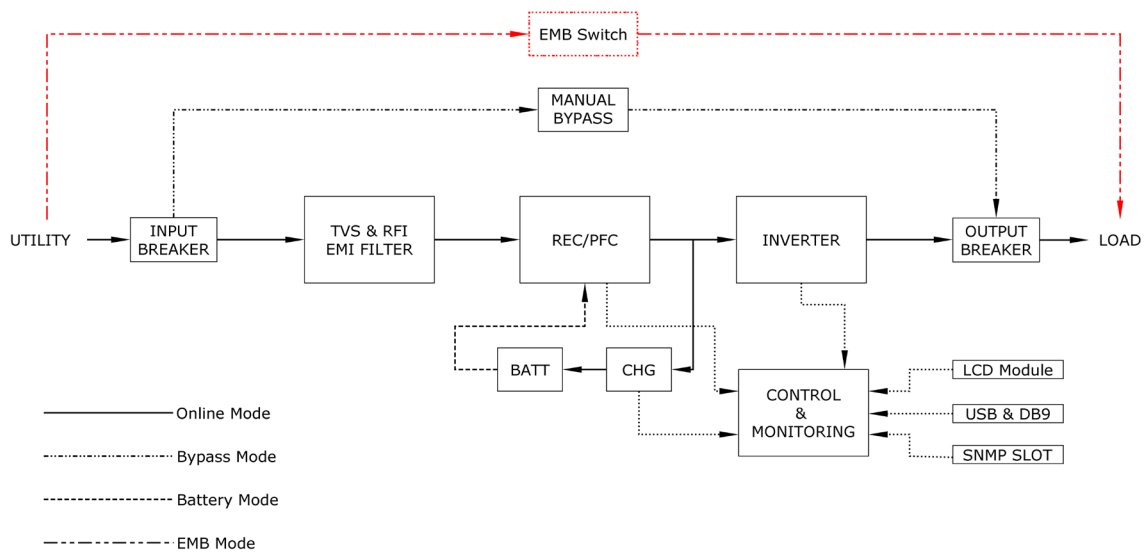 EMB Switch
MANUAL
BYPASS
UTILITY
INPUT
BREAKER
TVS & RFI
EMI FILTER
REC/PFC
INVERTER
OUTPUT
BREAKER
LOAD
BATT
CHG
CONTROL
&
MONITORING
LCD Module
USB & DB9
SNMP SLOT
Online Mode
Bypass Mode
Battery Mode
EMB Mode